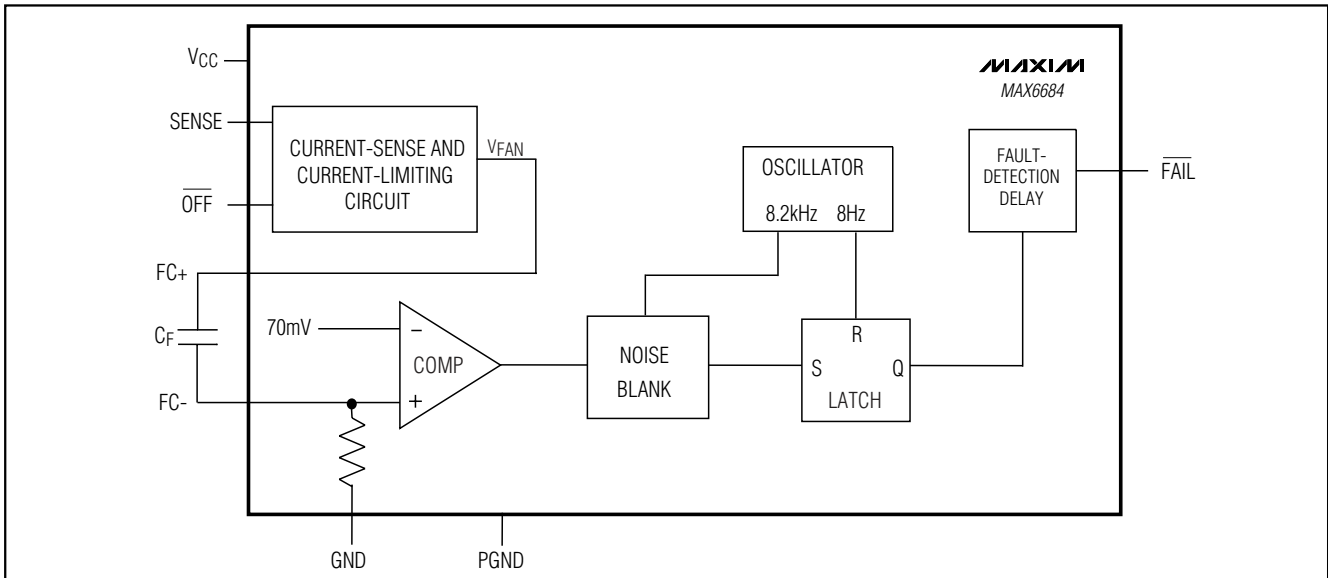 VCC
MAXIM
MAX6684
SENSE
CURRENT-SENSE AND
CURRENT-LIMITING
CIRCUIT
VFAN
OFF
OSCILLATOR
8.2kHz 8Hz
FAULT-
DETECTION
DELAY
FAIL
FC+
CF
70mV
−
COMP
+
NOISE
BLANK
R
S Q
LATCH
FC-
GND
PGND